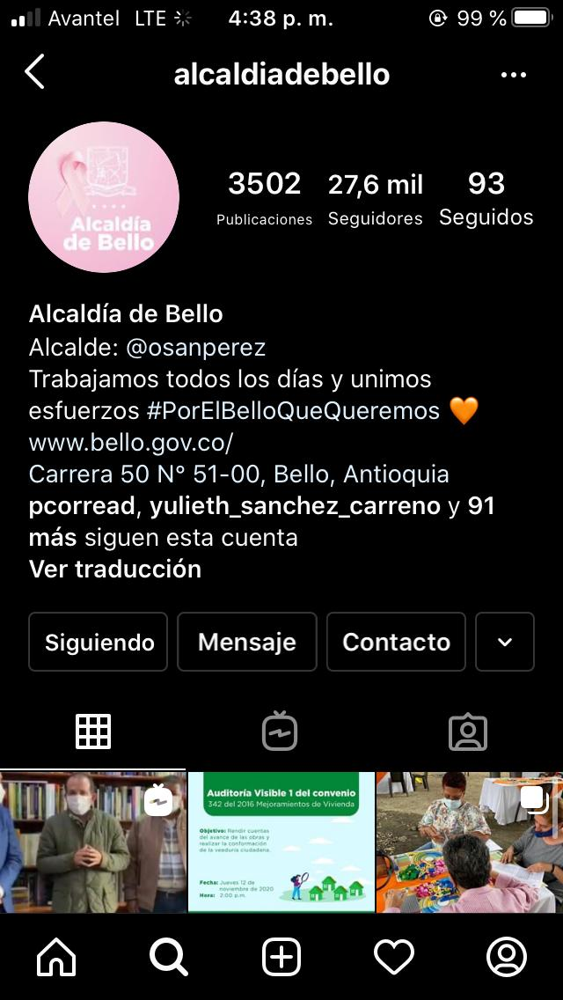 Avantel LTE 4:38 p. m. 99 %
alcaldiadebello
Alcaldía
de Bello
3502 27,6 mil 93
Publicaciones Seguidores Seguidos
Alcaldía de Bello
Alcalde: @osanperez
Trabajamos todos los días y unimos
esfuerzos #PorElBelloQueQueremos 🧡
www.bello.gov.co/
Carrera 50 N° 51-00, Bello, Antioquia
pcorread, yulieth_sanchez_carreno y 91
más siguen esta cuenta
Ver traducción
Siguiendo Mensaje Contacto
Auditoría Visible 1 del convenio
342 del 2016 Mejoramientos de Vivienda
Objetivo: Rendir cuentas
del avance de las obras y
realizar la conformación
de la veeduría ciudadana.
Fecha: Jueves 12 de
noviembre de 2020
Hora: 2:00 p.m.